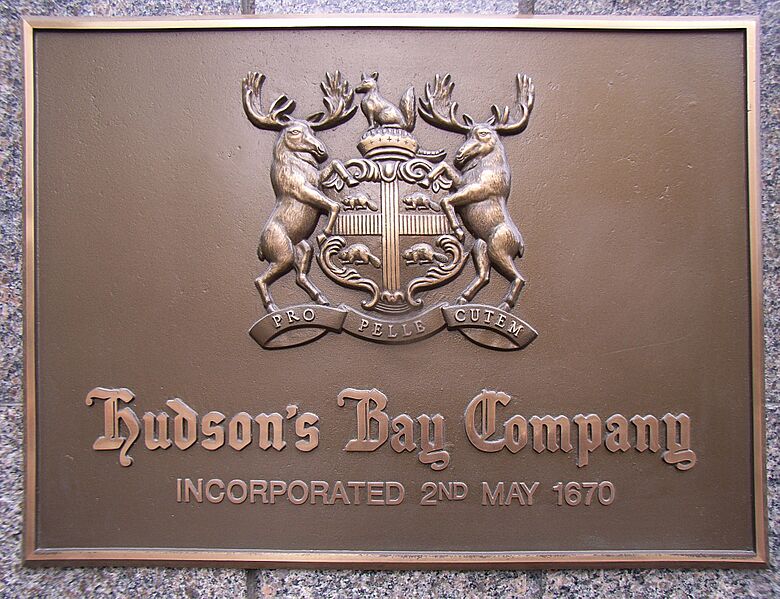 PRO PELLE CUTEM
Hudson's Bay Company
INCORPORATED 2ND MAY 1670